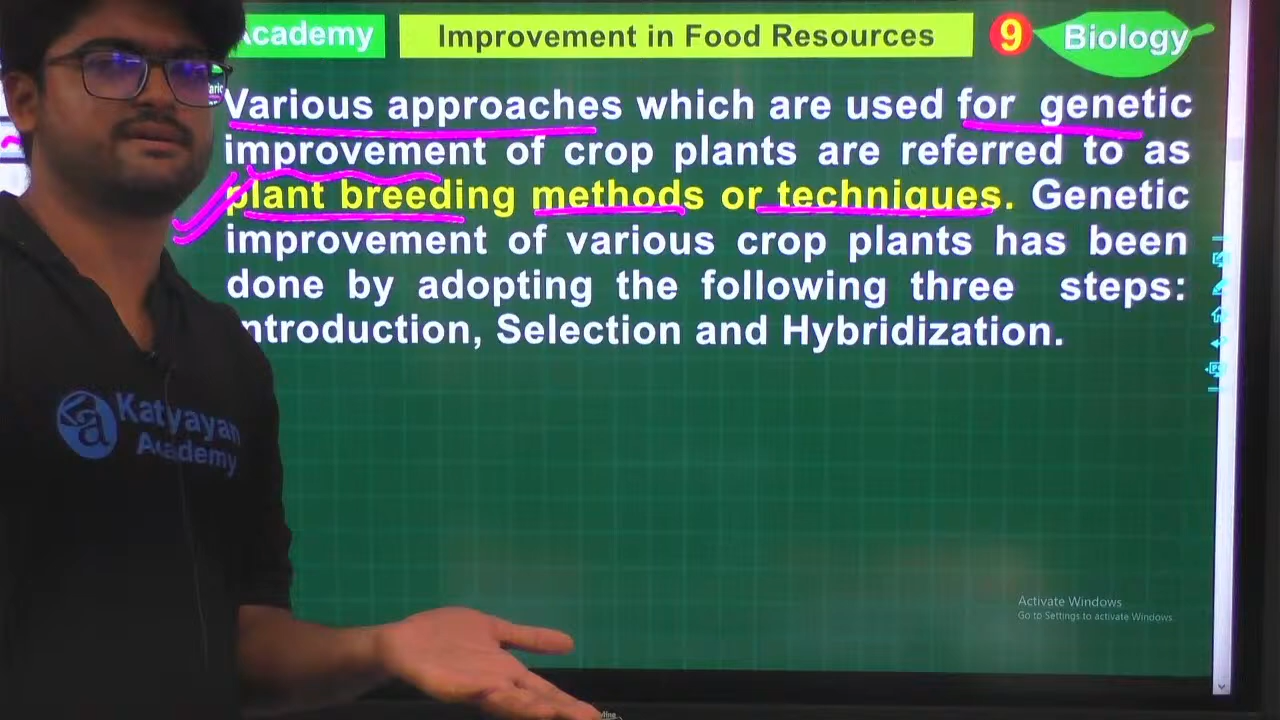 Academy
Improvement in Food Resources
9
Biology
Various approaches which are used for genetic
improvement of crop plants are referred to as
plant breeding methods or techniques. Genetic
improvement of various crop plants has been
done by adopting the following three steps:
Introduction, Selection and Hybridization.
Katyayan
Academy
Activate Windows
Go to Settings to activate Windows.